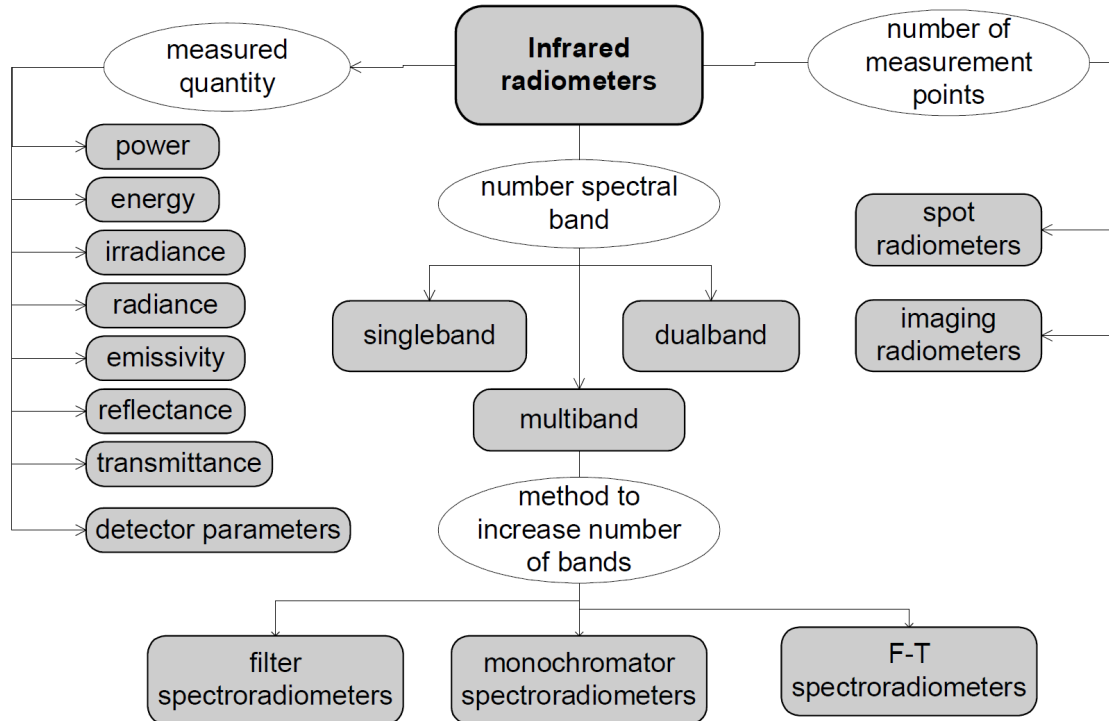 measured
quantity
Infrared
radiometers
number of
measurement
points
power
energy
irradiance
radiance
emissivity
reflectance
transmittance
detector parameters
number spectral
band
singleband
dualband
multiband
spot
radiometers
imaging
radiometers
method to
increase number
of bands
filter
spectroradiometers
monochromator
spectroradiometers
F-T
spectroradiometers